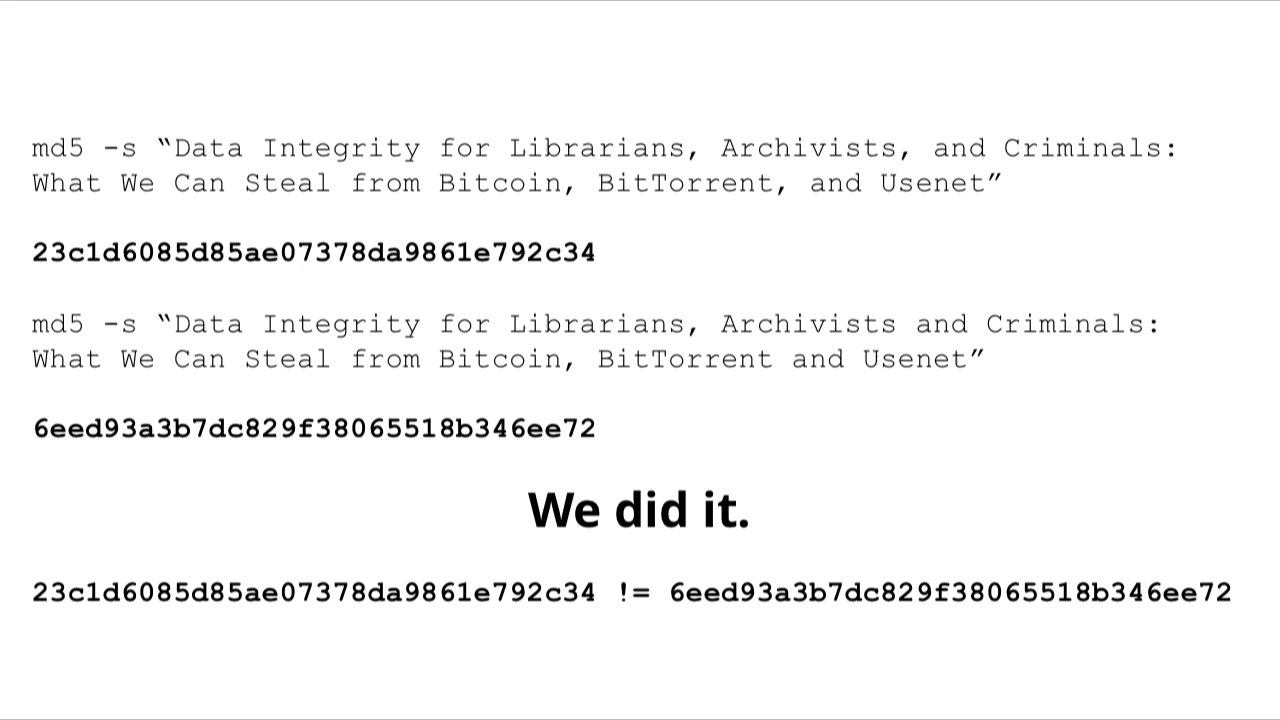 md5 -s “Data Integrity for Librarians, Archivists, and Criminals:
What We Can Steal from Bitcoin, BitTorrent, and Usenet”
23c1d6085d85ae07378da9861e792c34
md5 -s “Data Integrity for Librarians, Archivists and Criminals:
What We Can Steal from Bitcoin, BitTorrent and Usenet”
6eed93a3b7dc829f38065518b346ee72
We did it.
23c1d6085d85ae07378da9861e792c34 != 6eed93a3b7dc829f38065518b346ee72